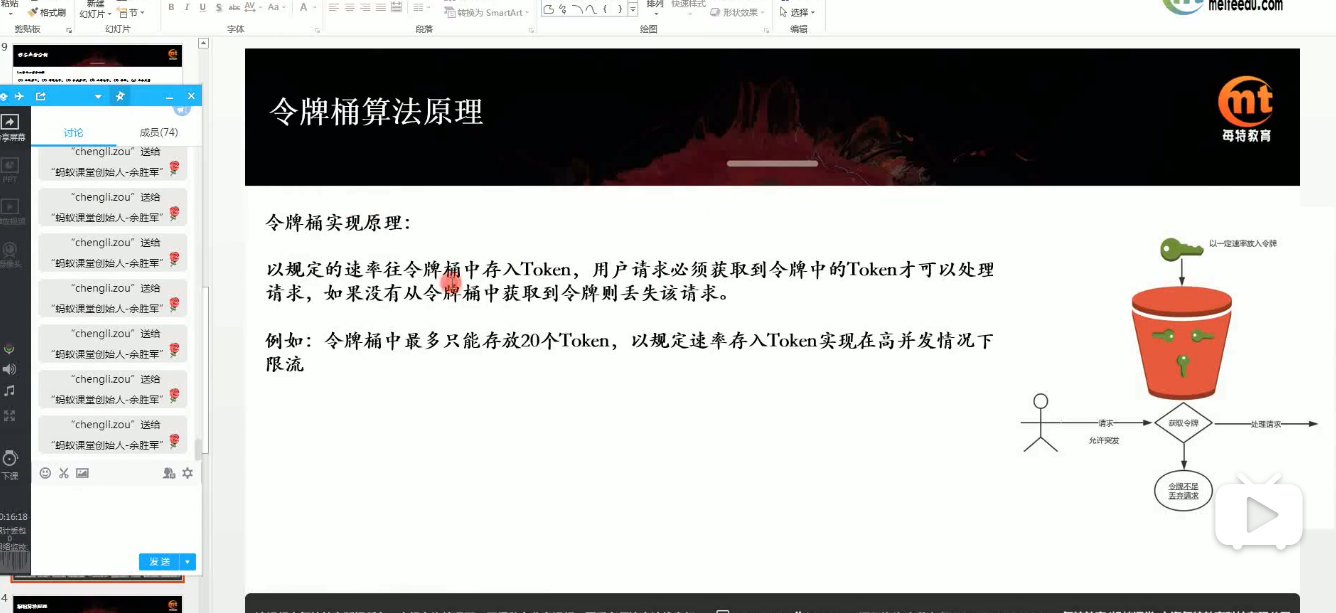 粘贴
格式刷
新建
幻灯片
节
B I U S abc AV Aa A
转换为 SmartArt
排列
快速样式
形状效果
选择
meiteedu.com
剪贴板
幻灯片
字体
段落
绘图
编辑
9
讨论
成员(74)
"chengli.zou" 送给
"蚂蚁课堂创始人-余胜军"
"chengli.zou" 送给
"蚂蚁课堂创始人-余胜军"
"chengli.zou" 送给
"蚂蚁课堂创始人-余胜军"
"chengli.zou" 送给
"蚂蚁课堂创始人-余胜军"
"chengli.zou" 送给
"蚂蚁课堂创始人-余胜军"
"chengli.zou" 送给
"蚂蚁课堂创始人-余胜军"
"chengli.zou" 送给
"蚂蚁课堂创始人-余胜军"
下课
0:16:18
0
发送
4
令牌桶算法原理
mt
每特教育
令牌桶实现原理：
以规定的速率往令牌桶中存入Token，用户请求必须获取到令牌中的Token才可以处理
请求，如果没有从令牌桶中获取到令牌则丢失该请求。
例如：令牌桶中最多只能存放20个Token，以规定速率存入Token实现在高并发情况下
限流
以一定速率放入令牌
请求
允许突发
获取令牌
处理请求
令牌不足
丢弃请求